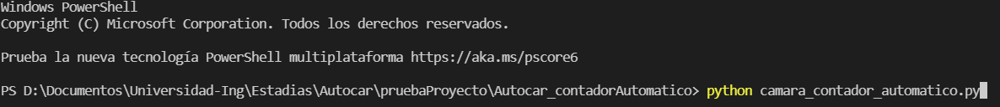 Windows PowerShell
Copyright (C) Microsoft Corporation. Todos los derechos reservados.
Prueba la nueva tecnología PowerShell multiplataforma https://aka.ms/pscore6
PS D:\Documentos\Universidad-Ing\Estadias\Autocar\pruebaProyecto\Autocar_contadorAutomatico> python camara_contador_automatico.py